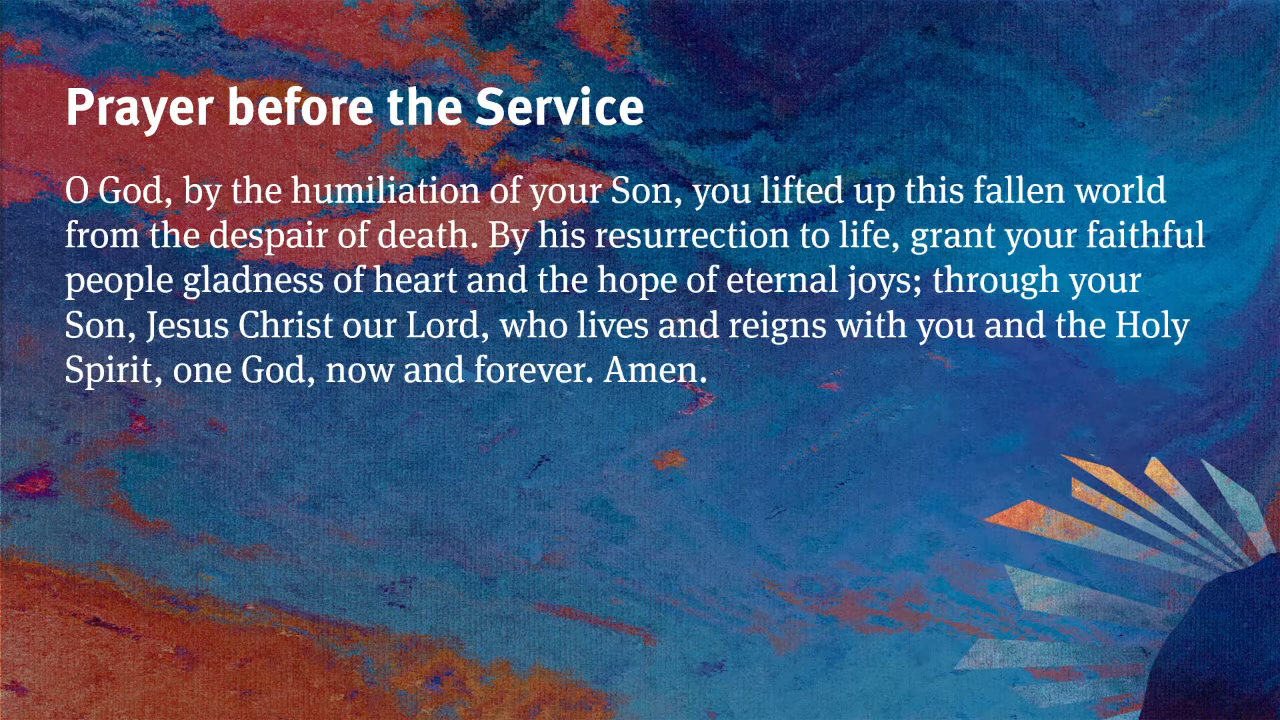 Prayer before the Service
O God, by the humiliation of your Son, you lifted up this fallen world
from the despair of death. By his resurrection to life, grant your faithful
people gladness of heart and the hope of eternal joys; through your
Son, Jesus Christ our Lord, who lives and reigns with you and the Holy
Spirit, one God, now and forever. Amen.